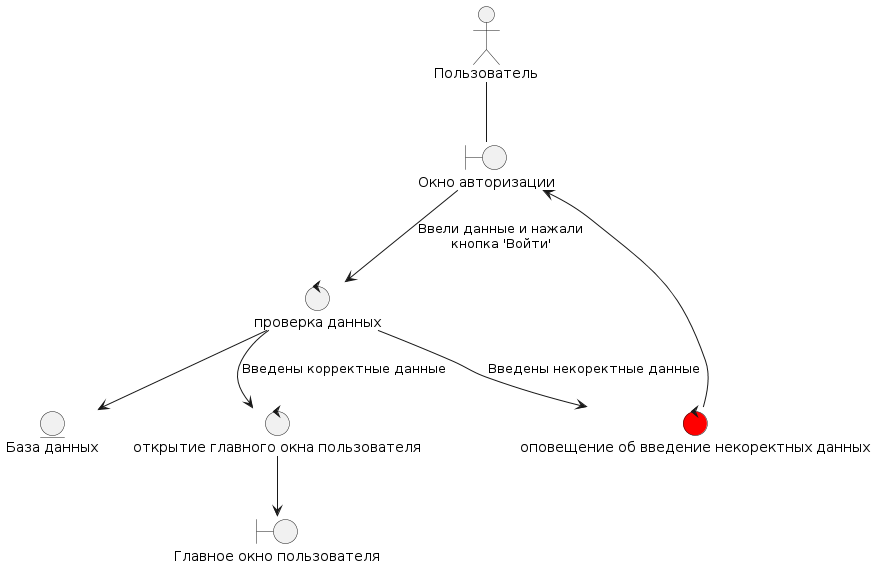 Пользователь
Окно авторизации
Ввели данные и нажали
кнопка 'Войти'
проверка данных
Введены корректные данные
Введены некоректные данные
База данных
открытие главного окна пользователя
оповещение об введение некоректных данных
Главное окно пользователя